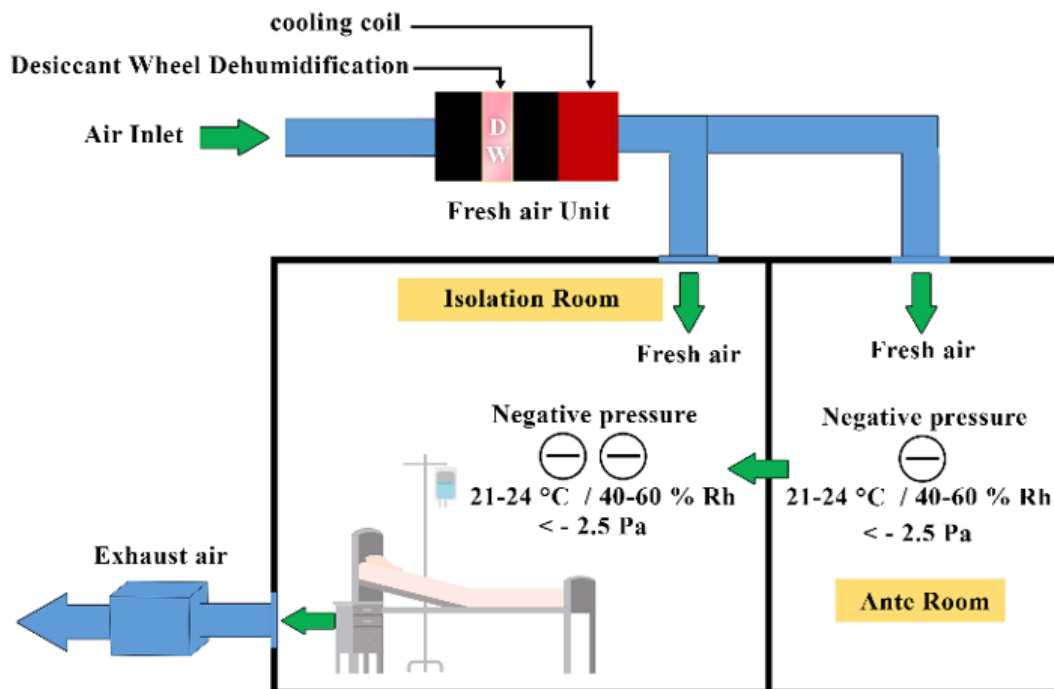 cooling coil
Desiccant Wheel Dehumidification
Air Inlet
D
W
Fresh air Unit
Isolation Room
Fresh air
Fresh air
Negative pressure
21-24 °C / 40-60 % Rh
< - 2.5 Pa
Negative pressure
21-24 °C / 40-60 % Rh
< - 2.5 Pa
Exhaust air
Ante Room